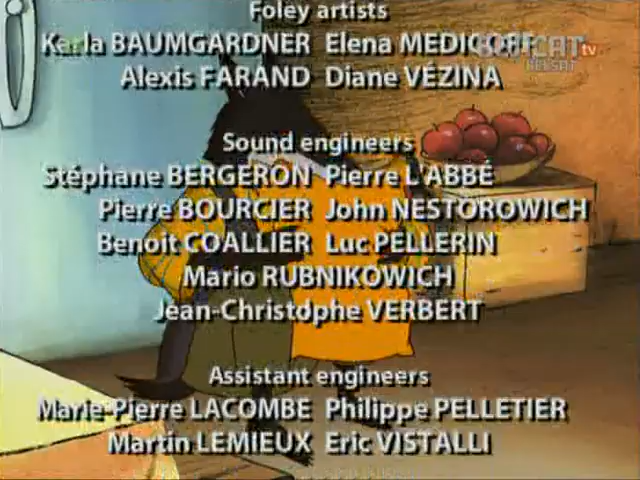 Foley artists
Karla BAUMGARDNER Elena MEDICOFF
Alexis FARAND Diane VÉZINA
Sound engineers
Stéphane BERGERON Pierre L'ABBÉ
Pierre BOURCIER John NESTOROWICH
Benoit COALLIER Luc PELLERIN
Mario RUBNIKOWICH
Jean-Christophe VERBERT
Assistant engineers
Marie-Pierre LACOMBE Philippe PELLETIER
Martin LEMIEUX Eric VISTALLI